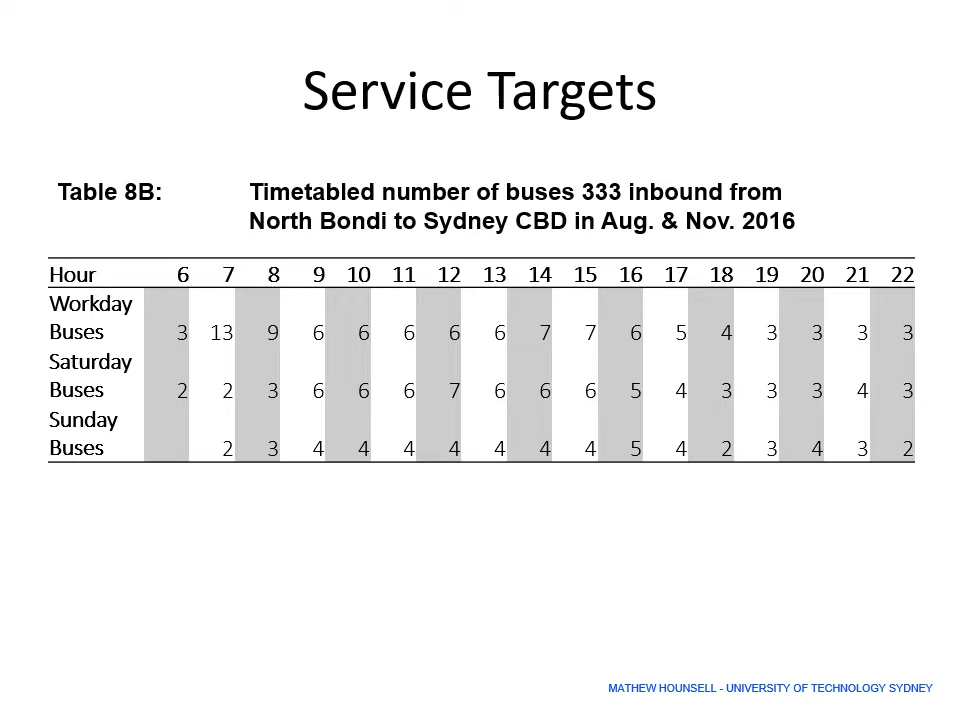 Service Targets
Table 8B: Timetabled number of buses 333 inbound from
North Bondi to Sydney CBD in Aug. & Nov. 2016
Hour 6 7 8 9 10 11 12 13 14 15 16 17 18 19 20 21 22
Workday
Buses 3 13 9 6 6 6 6 6 7 7 6 5 4 3 3 3 3
Saturday
Buses 2 2 3 6 6 6 7 6 6 6 5 4 3 3 3 4 3
Sunday
Buses 2 3 4 4 4 4 4 4 4 5 4 2 3 4 3 2
MATHEW HOUNSELL - UNIVERSITY OF TECHNOLOGY SYDNEY